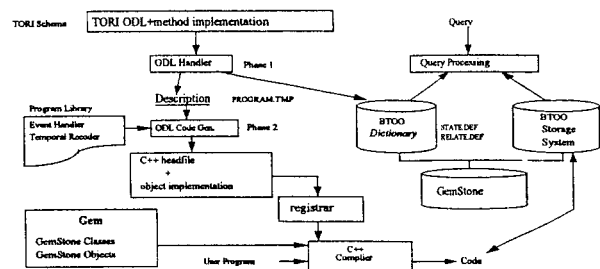 TORI Schema
TORI ODL+method implementation
Query
ODL Handler
Phase 1
Query Processing
Description
PROGRAM.TMP
Program Library
Event Handler
Temporal Recoder
ODL Code Gen.
Phase 2
BTOO
Dictionary
STATE.DEF
RELATE.DEF
BTOO
Storage
System
C++ headfile
+
object implementation
GemStone
registrar
Gem
GemStone Classes
GemStone Objects
User Program
C++
Complier
Code